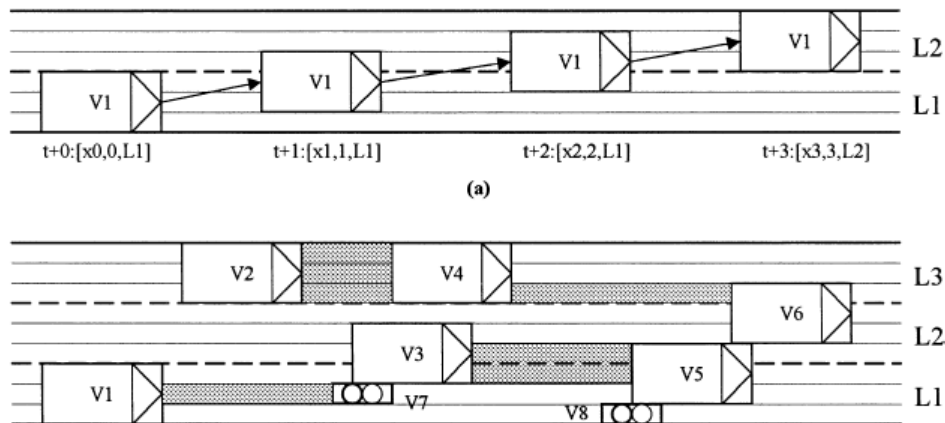 V1 V1 V1 V1 L2
L1
t+0:[x0,0,L1] t+1:[x1,1,L1] t+2:[x2,2,L1] t+3:[x3,3,L2]
(a)
V2 V4 L3
V6
V3 L2
V1 V7 V5 L1
V8